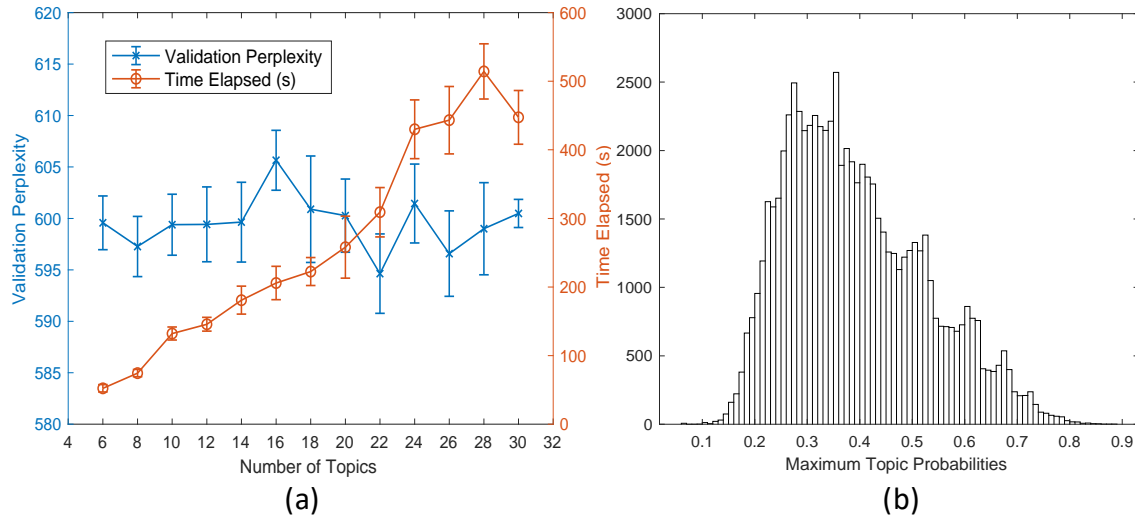 620
615
610
605
600
595
590
585
580
Validation Perplexity
Validation Perplexity
Time Elapsed (s)
600
500
400
300
200
100
0
Time Elapsed (s)
4 6 8 10 12 14 16 18 20 22 24 26 28 30 32
Number of Topics
(a)
3000
2500
2000
1500
1000
500
0
0.1 0.2 0.3 0.4 0.5 0.6 0.7 0.8 0.9
Maximum Topic Probabilities
(b)